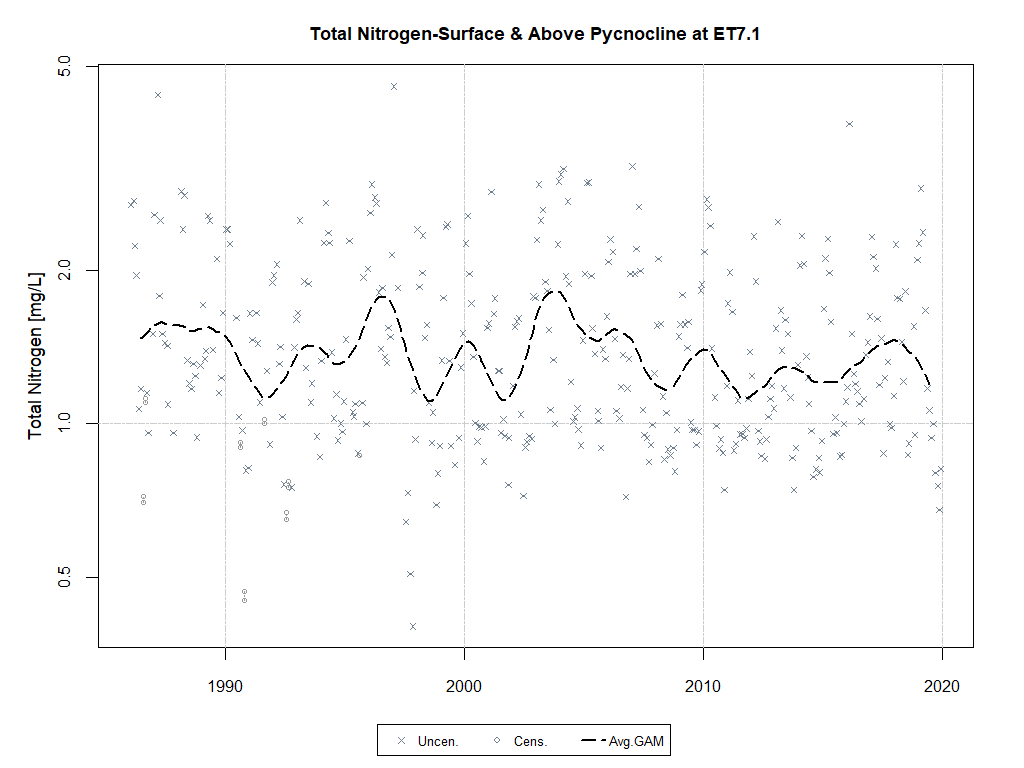 Total Nitrogen-Surface & Above Pycnocline at ET7.1
Total Nitrogen [mg/L]
5.0
2.0
1.0
0.5
1990 2000 2010 2020
Uncen. Cens. Avg.GAM